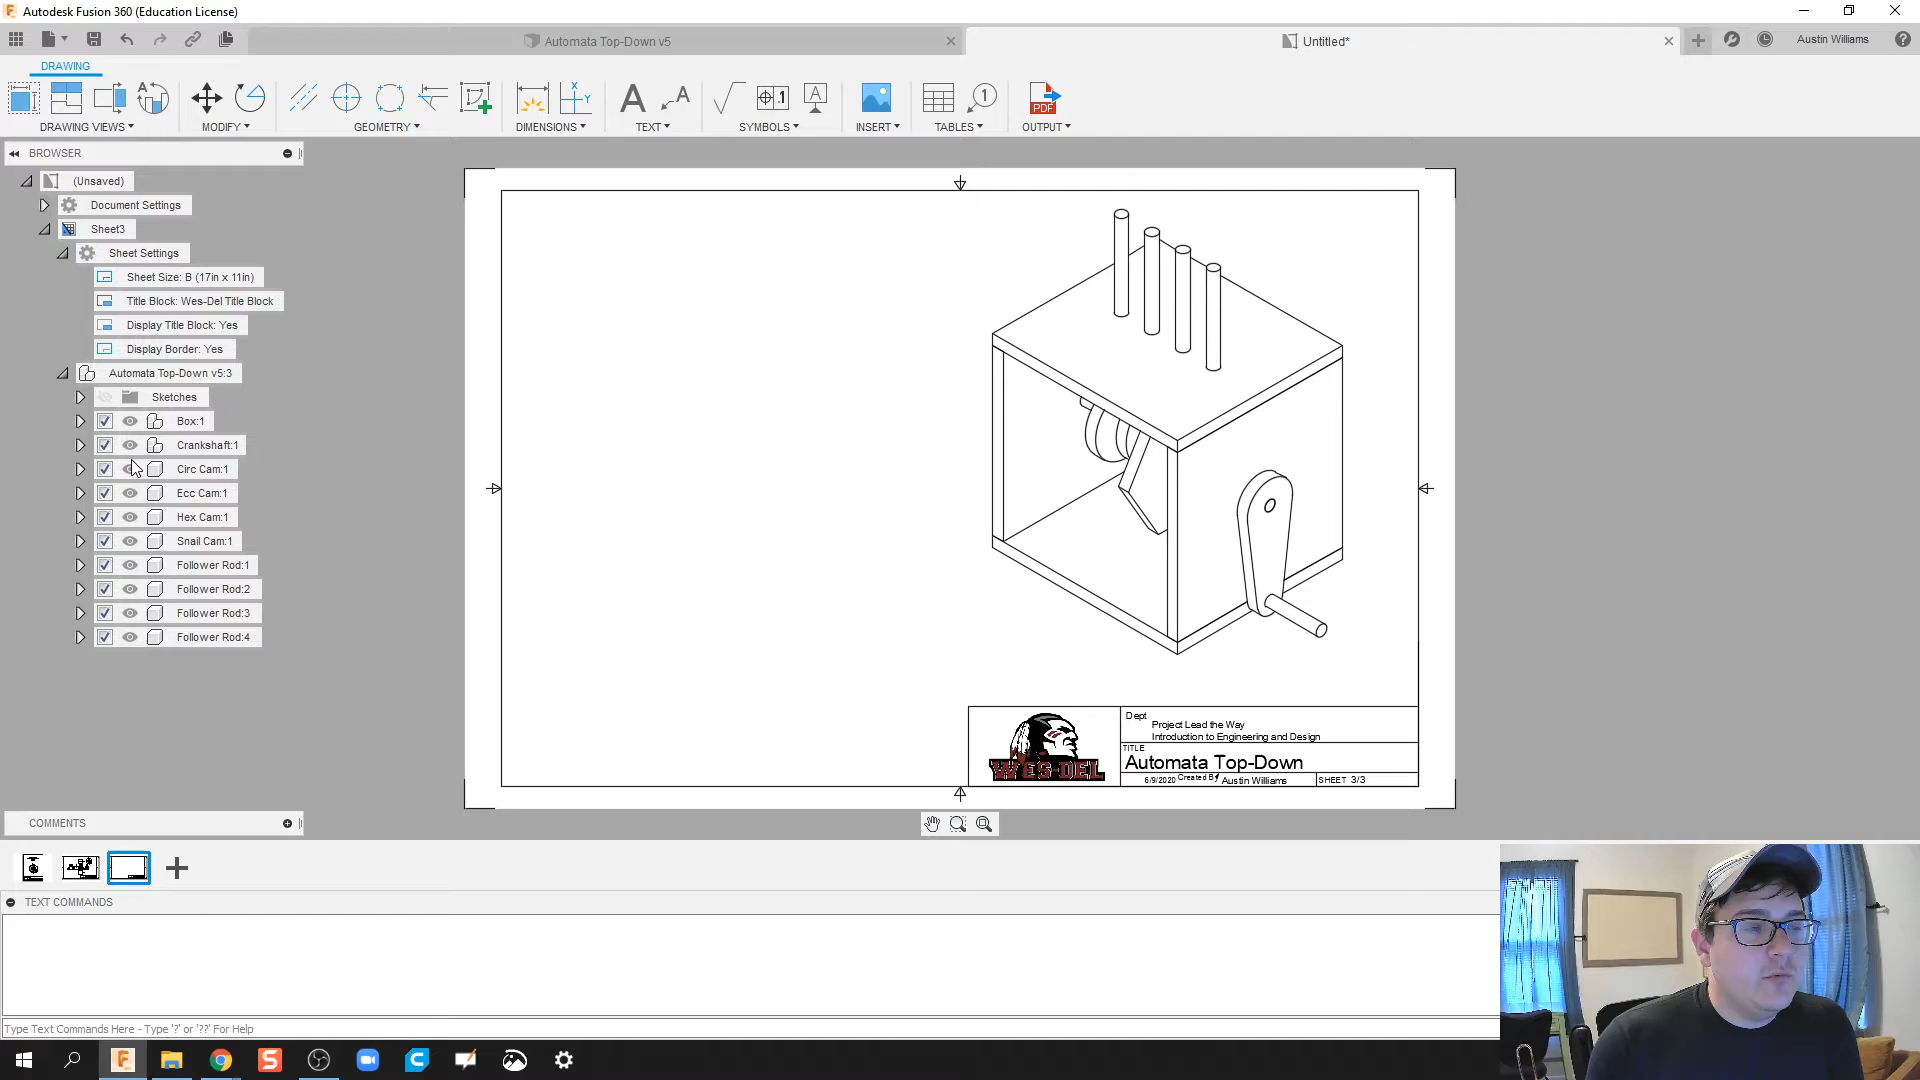 Autodesk Fusion 360 (Education License)
Automata Top-Down v5
Untitled*
Austin Williams
DRAWING
DRAWING VIEWS
MODIFY
GEOMETRY
DIMENSIONS
TEXT
SYMBOLS
INSERT
TABLES
OUTPUT
PDF
BROWSER
(Unsaved)
Document Settings
Sheet3
Sheet Settings
Sheet Size: B (17in x 11in)
Title Block: Wes-Del Title Block
Display Title Block: Yes
Display Border: Yes
Automata Top-Down v5:3
Sketches
Box:1
Crankshaft:1
Circ Cam:1
Ecc Cam:1
Hex Cam:1
Snail Cam:1
Follower Rod:1
Follower Rod:2
Follower Rod:3
Follower Rod:4
WES-DEL
Dept
Project Lead the Way
Introduction to Engineering and Design
TITLE
Automata Top-Down
6/9/2020 Created By Austin Williams SHEET 3/3
COMMENTS
TEXT COMMANDS
Type Text Commands Here - Type '?' or '??' For Help